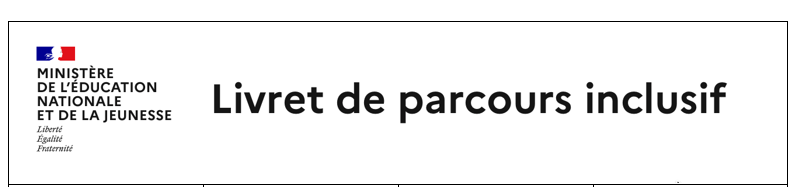 MINISTÈRE
DE L'ÉDUCATION
NATIONALE
ET DE LA JEUNESSE
Liberté
Égalité
Fraternité
Livret de parcours inclusif